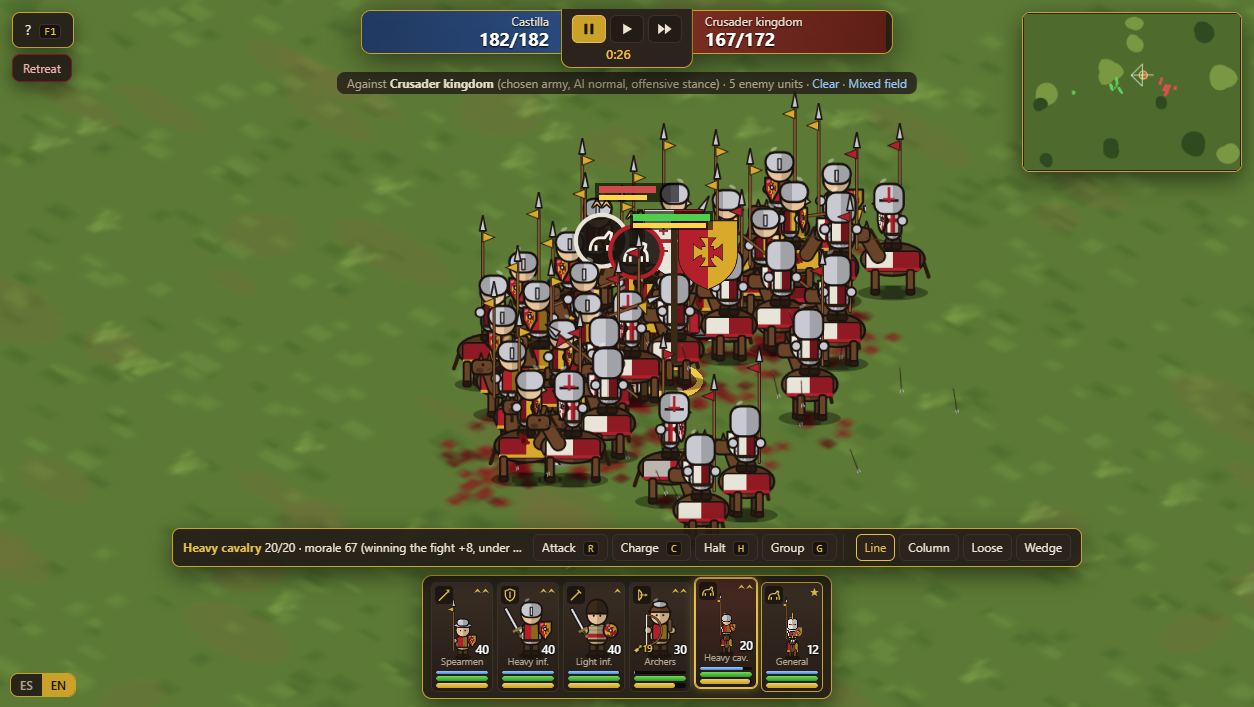 ? F1
Retreat
Castilla
182/182
0:26
Crusader kingdom
167/172
Against Crusader kingdom (chosen army, AI normal, offensive stance) · 5 enemy units · Clear · Mixed field
Heavy cavalry 20/20 · morale 67 (winning the fight +8, under ...
Attack R
Charge C
Halt H
Group G
Line
Column
Loose
Wedge
40
Spearmen
40
Heavy inf.
40
Light inf.
19
30
Archers
20
Heavy cav.
12
General
ES EN